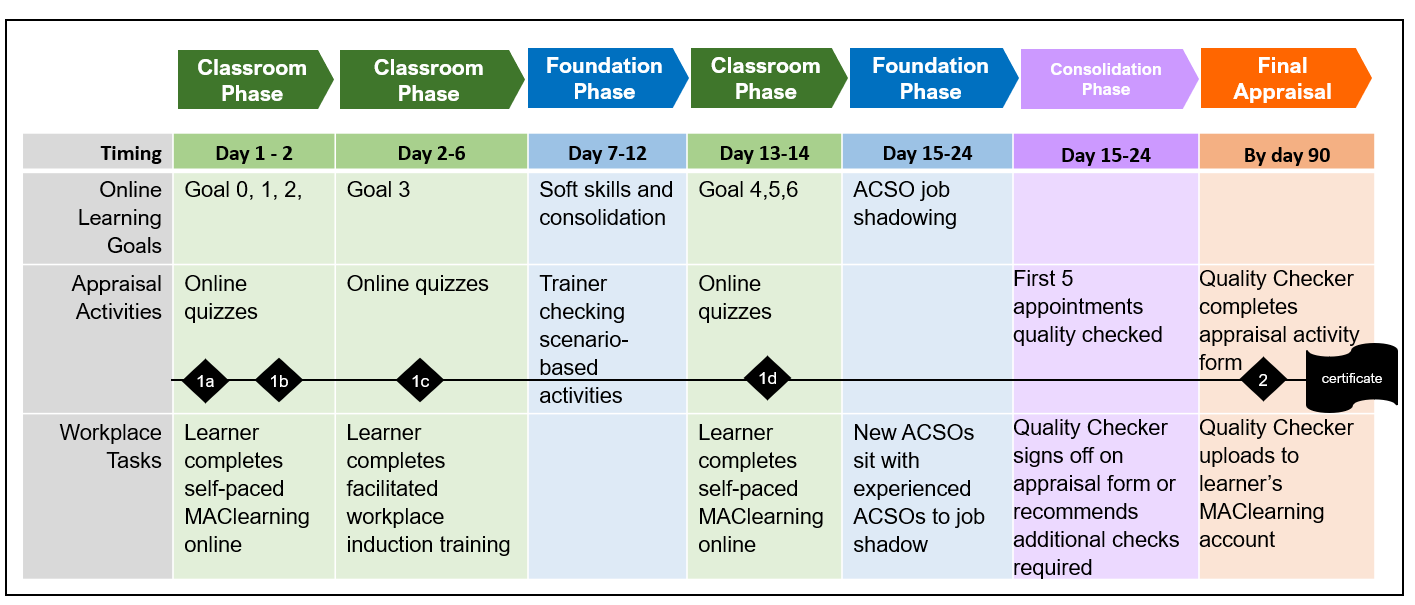 Classroom
Phase
Classroom
Phase
Foundation
Phase
Classroom
Phase
Foundation
Phase
Consolidation
Phase
Final
Appraisal
Timing
Day 1 - 2
Day 2-6
Day 7-12
Day 13-14
Day 15-24
Day 15-24
By day 90
Online
Learning
Goals
Goal 0, 1, 2,
Goal 3
Soft skills and
consolidation
Goal 4,5,6
ACSO job
shadowing
Appraisal
Activities
Online
quizzes
Online quizzes
Trainer
checking
scenario-
based
activities
Online
quizzes
First 5
appointments
quality checked
Quality Checker
completes
appraisal activity
form
1a
1b
1c
1d
2
certificate
Workplace
Tasks
Learner
completes
self-paced
MAClearning
online
Learner
completes
facilitated
workplace
induction training
Learner
completes
self-paced
MAClearning
online
New ACSOs
sit with
experienced
ACSOs to job
shadow
Quality Checker
signs off on
appraisal form or
recommends
additional checks
required
Quality Checker
uploads to
learner’s
MAClearning
account